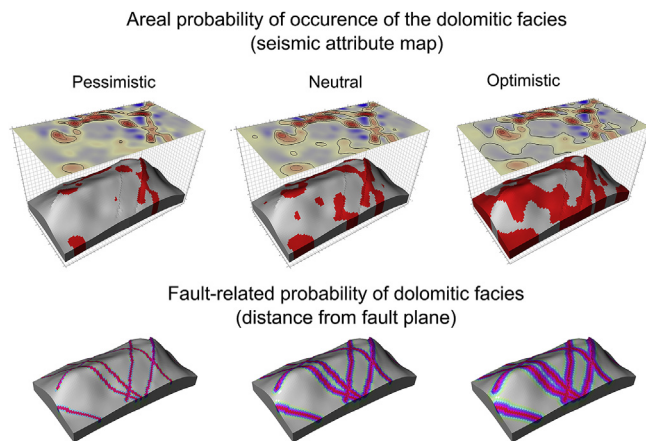 Areal probability of occurence of the dolomitic facies
(seismic attribute map)
Pessimistic
Neutral
Optimistic
Fault-related probability of dolomitic facies
(distance from fault plane)